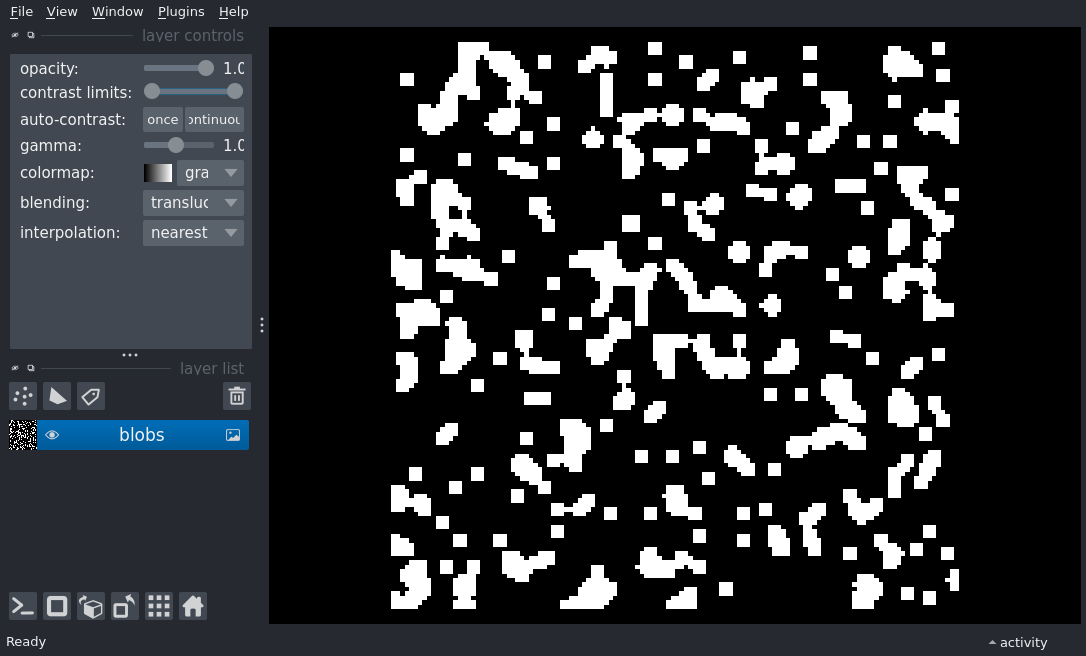 File View Window Plugins Help
layer controls
opacity: 1.0
contrast limits:
auto-contrast: once ontinuou
gamma: 1.0
colormap: gra
blending: transluc
interpolation: nearest
layer list
blobs
Ready
activity